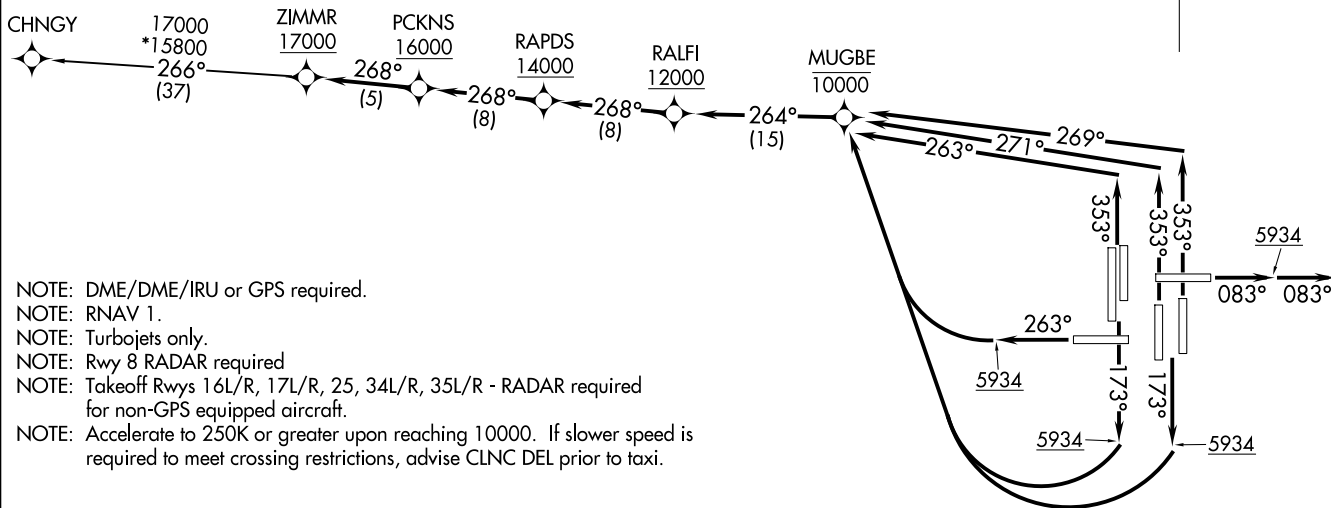 CHNGY
17000
*15800
266°
(37)
ZIMMR
17000
268°
(5)
PCKNS
16000
268°
(8)
RAPDS
14000
268°
(8)
RALFI
12000
264°
(15)
MUGBE
10000
269°
271°
263°
353°
353°
353°
5934
083°
083°
263°
5934
173°
173°
5934
5934
NOTE: DME/DME/IRU or GPS required.
NOTE: RNAV 1.
NOTE: Turbojets only.
NOTE: Rwy 8 RADAR required
NOTE: Takeoff Rwys 16L/R, 17L/R, 25, 34L/R, 35L/R - RADAR required
for non-GPS equipped aircraft.
NOTE: Accelerate to 250K or greater upon reaching 10000. If slower speed is
required to meet crossing restrictions, advise CLNC DEL prior to taxi.